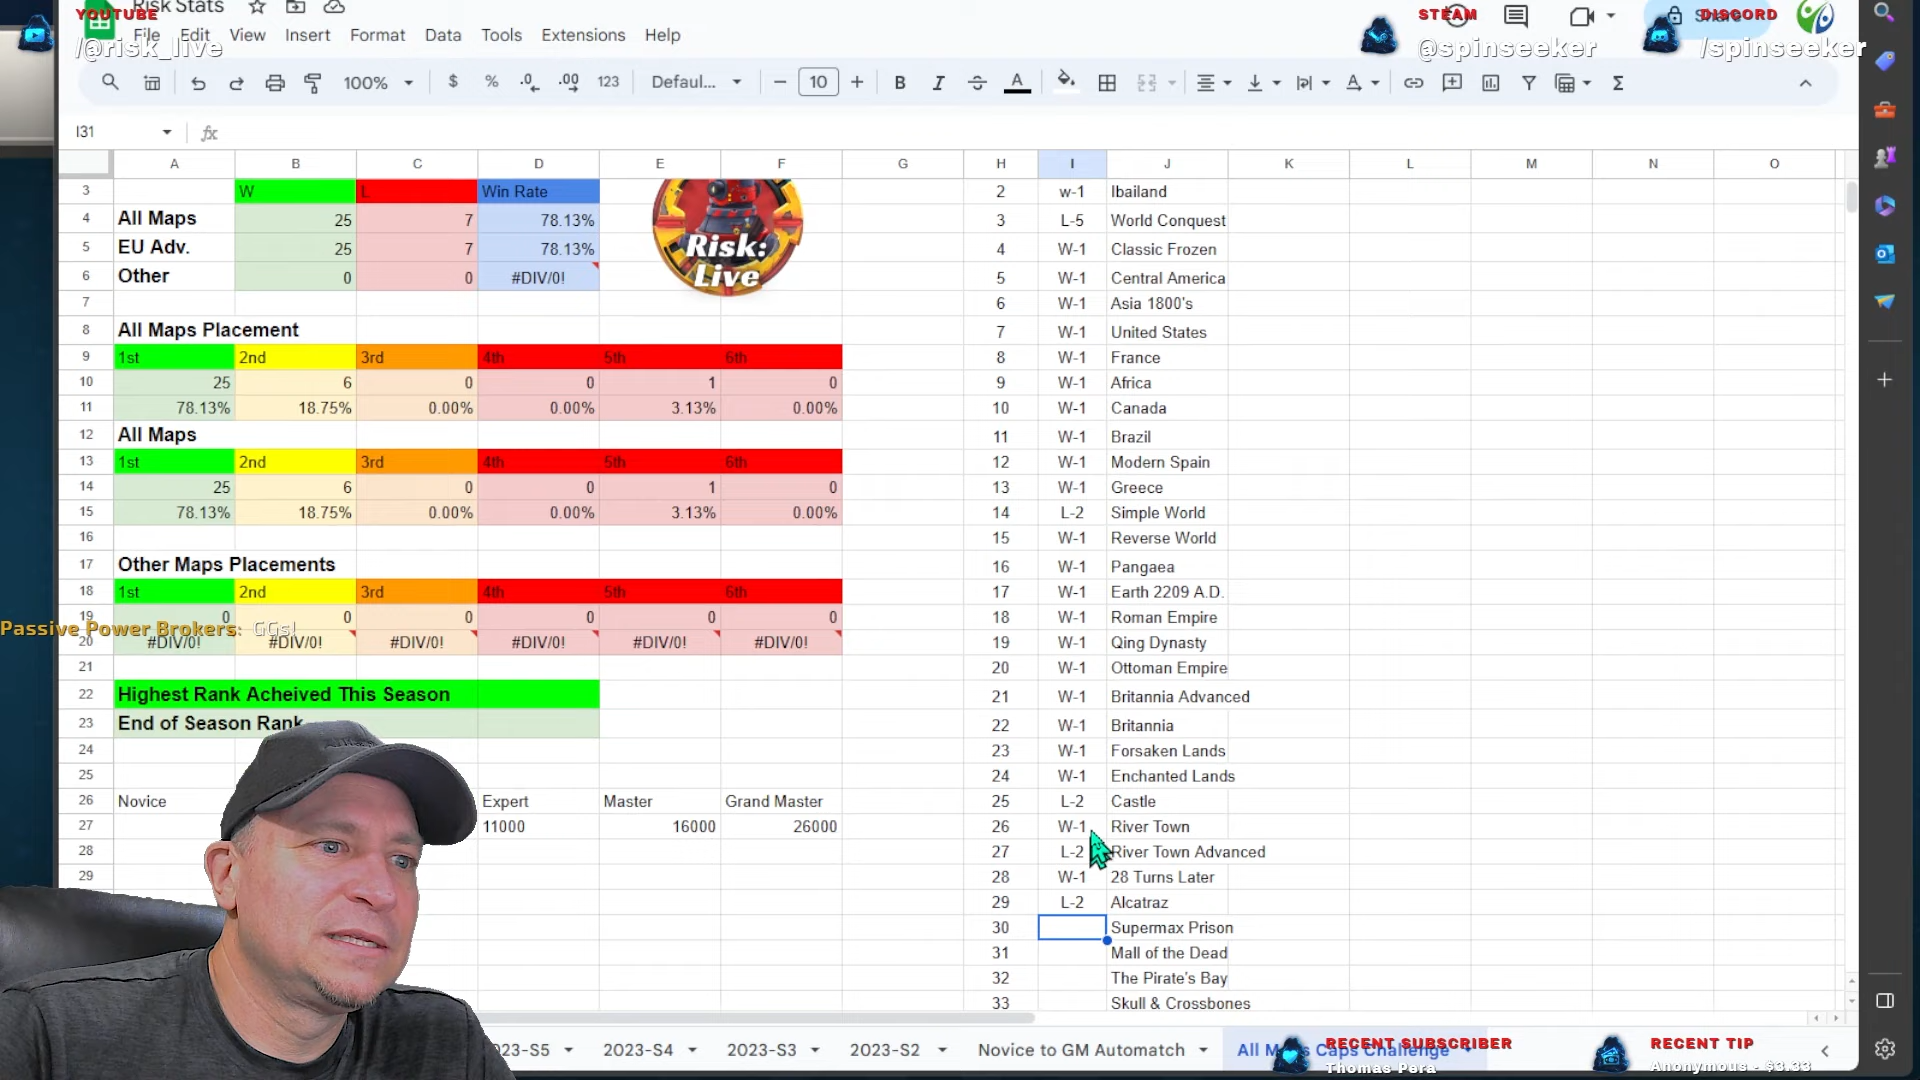 YOUTUBE
/@risk_live
STEAM
@spinseeker
DISCORD
/spinseeker
Risk Stats
File Edit View Insert Format Data Tools Extensions Help
100% $ % .0 .00 123 Defaul... 10 B I A
I31 fx
A B C D E F G H I J K L M N O
3 W L Win Rate 2 w-1 Ibailand
4 All Maps 25 7 78.13% 3 L-5 World Conquest
5 EU Adv. 25 7 78.13% 4 W-1 Classic Frozen
6 Other 0 0 #DIV/0! 5 W-1 Central America
Risk:
Live
7 6 W-1 Asia 1800's
8 All Maps Placement 7 W-1 United States
9 1st 2nd 3rd 4th 5th 6th 8 W-1 France
10 25 6 0 0 1 0 9 W-1 Africa
11 78.13% 18.75% 0.00% 0.00% 3.13% 0.00% 10 W-1 Canada
12 All Maps 11 W-1 Brazil
13 1st 2nd 3rd 4th 5th 6th 12 W-1 Modern Spain
14 25 6 0 0 1 0 13 W-1 Greece
15 78.13% 18.75% 0.00% 0.00% 3.13% 0.00% 14 L-2 Simple World
16 15 W-1 Reverse World
17 Other Maps Placements 16 W-1 Pangaea
18 1st 2nd 3rd 4th 5th 6th 17 W-1 Earth 2209 A.D.
19 0 0 0 0 0 0 18 W-1 Roman Empire
Passive Power Brokers: GGs!
20 #DIV/0! #DIV/0! #DIV/0! #DIV/0! #DIV/0! #DIV/0! 19 W-1 Qing Dynasty
21 20 W-1 Ottoman Empire
22 Highest Rank Acheived This Season 21 W-1 Britannia Advanced
23 End of Season Rank 22 W-1 Britannia
24 23 W-1 Forsaken Lands
25 24 W-1 Enchanted Lands
26 Novice Expert Master Grand Master 25 L-2 Castle
27 11000 16000 26000 26 W-1 River Town
28 27 L-2 River Town Advanced
29 28 W-1 28 Turns Later
29 L-2 Alcatraz
30 Supermax Prison
31 Mall of the Dead
32 The Pirate's Bay
33 Skull & Crossbones
2023-S4 2023-S3 2023-S2 Novice to GM Automatch Caps Challenge
RECENT SUBSCRIBER
Thomas Pera
RECENT TIP
Anonymous - $3.33